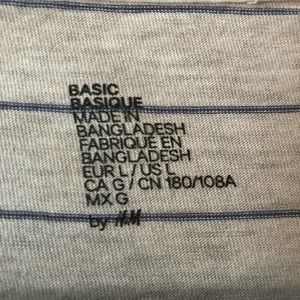 BASIC
BASIQUE
MADE IN
BANGLADESH
FABRIQUE EN
BANGLADESH
EUR L / US L
CA G / CN 180/108A
MX G
by H&M